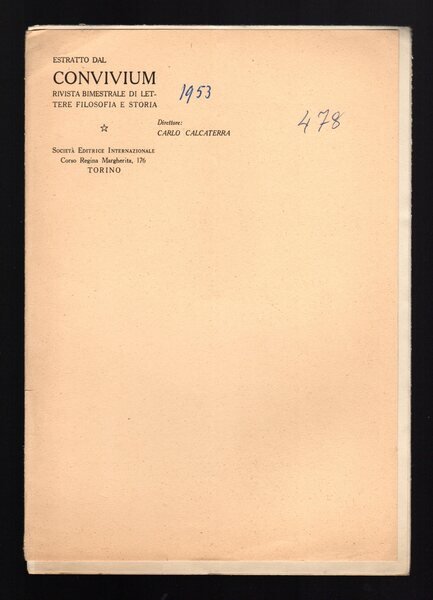 ESTRATTO DAL
CONVIVIUM
RIVISTA BIMESTRALE DI LET-
TERE FILOSOFIA E STORIA
1953
Direttore:
CARLO CALCATERRA
478
SOCIETÀ EDITRICE INTERNAZIONALE
Corso Regina Margherita, 176
TORINO